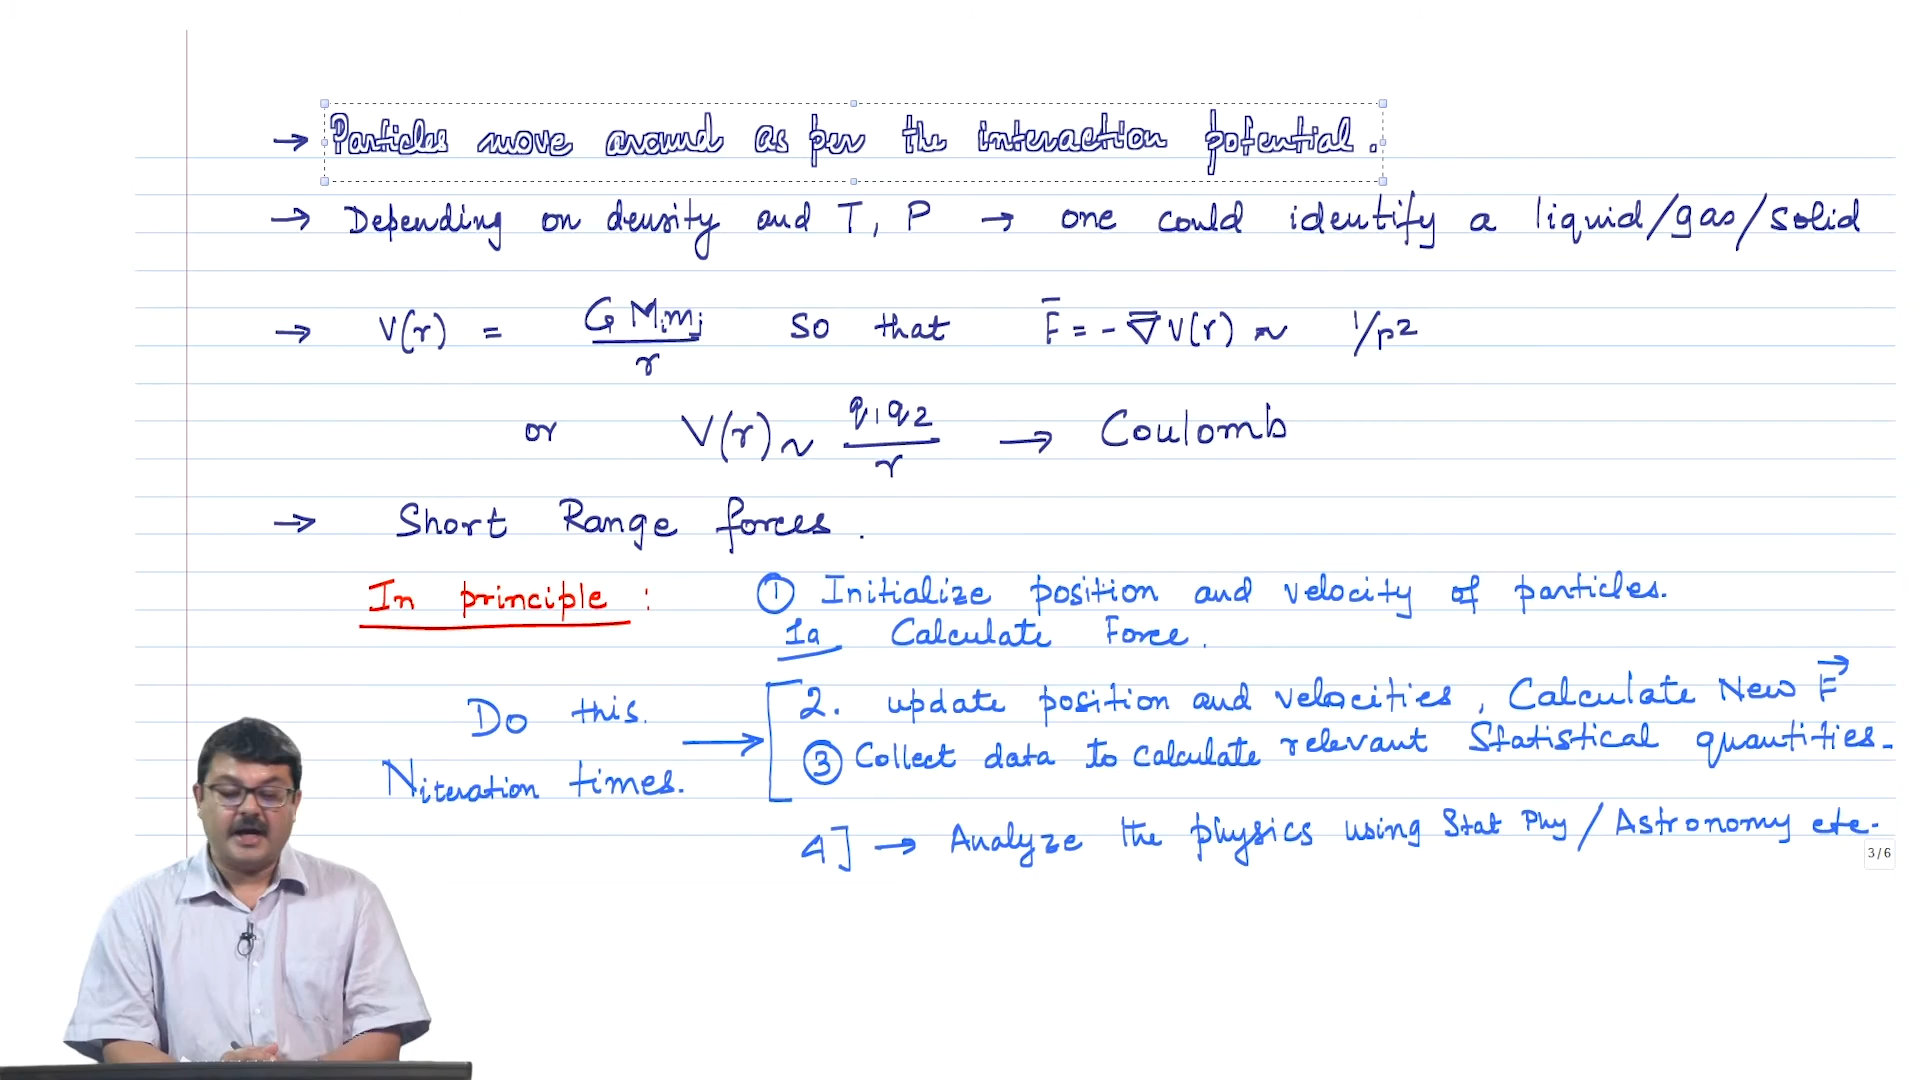 → Particles move around as per the interaction potential.
→ Depending on density and T, P → one could identify a liquid/gas/solid
→ V(r) = G MiMj / r so that F̄ = - ∇̄ V(r) ~ 1/r2
or V(r) ~ q1q2 / r → Coulomb
→ Short Range forces.
In principle : ① Initialize position and velocity of particles.
1a Calculate Force.
2. update position and velocities, Calculate New F⃗
Do this
③ Collect data to calculate relevant Statistical quantities.
Niteration times.
4] → Analyze the physics using Stat Phy / Astronomy etc.
3/6